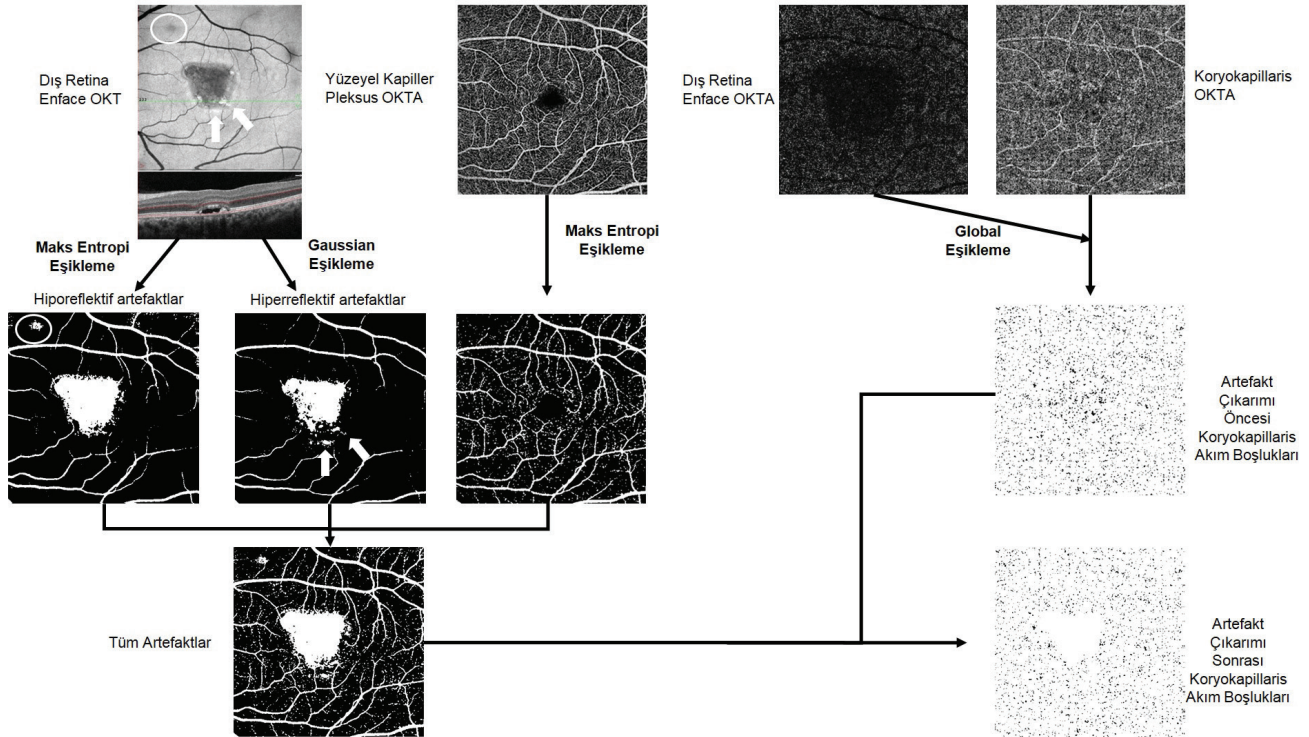 Dış Retina
Enface OKT
Yüzeyel Kapiller
Pleksus OKTA
Dış Retina
Enface OKTA
Koryokapillaris
OKTA
Maks Entropi
Eşikleme
Gaussian
Eşikleme
Maks Entropi
Eşikleme
Global
Eşikleme
Hiporeflektif artefaktlar
Hiperreflektif artefaktlar
Artefakt
Çıkarımı
Öncesi
Koryokapillaris
Akım Boşlukları
Tüm Artefaktlar
Artefakt
Çıkarımı
Sonrası
Koryokapillaris
Akım Boşlukları